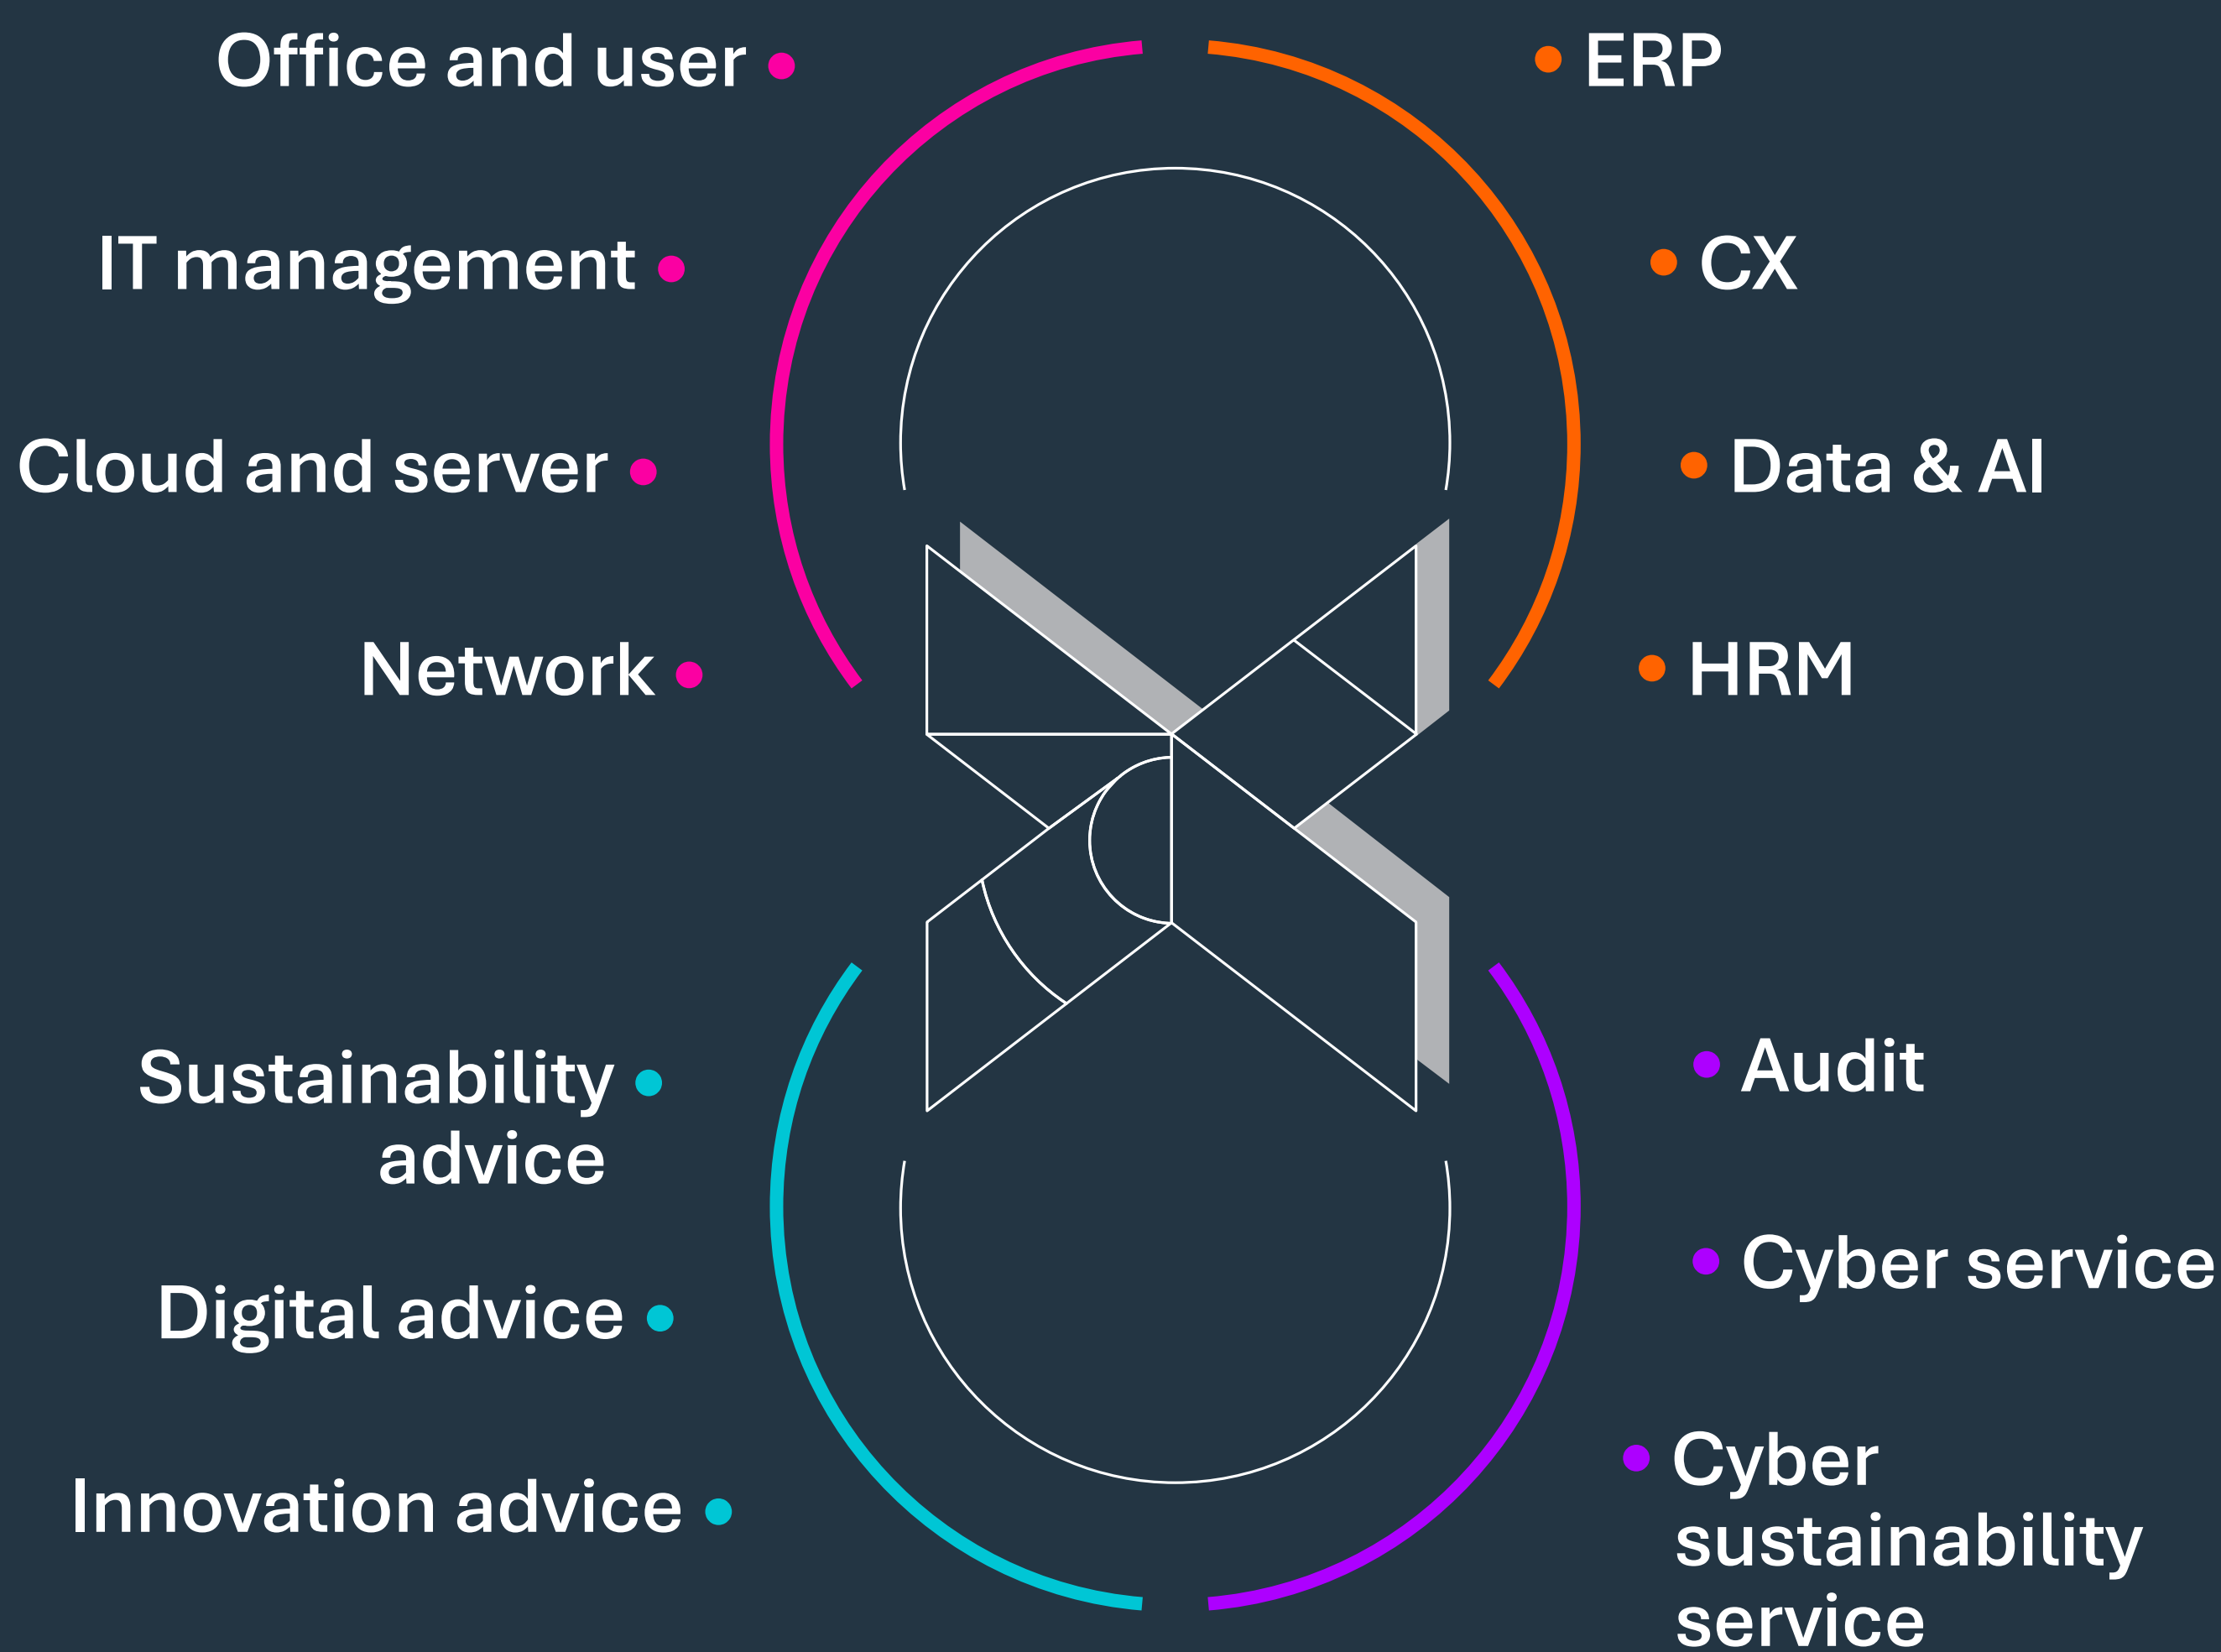 Office and user
IT management
Cloud and server
Network
ERP
CX
Data & AI
HRM
Sustainability
advice
Digital advice
Innovation advice
Audit
Cyber service
Cyber
sustainability
service